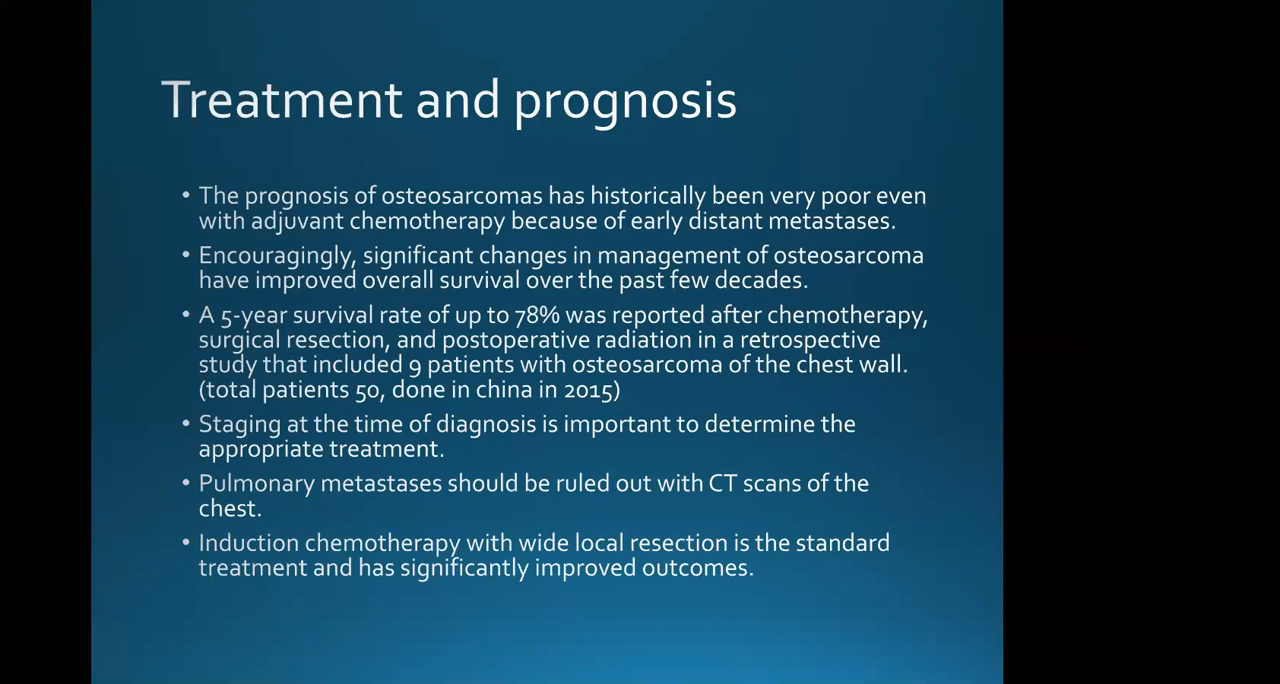 Treatment and prognosis
• The prognosis of osteosarcomas has historically been very poor even
with adjuvant chemotherapy because of early distant metastases.
• Encouragingly, significant changes in management of osteosarcoma
have improved overall survival over the past few decades.
• A 5-year survival rate of up to 78% was reported after chemotherapy,
surgical resection, and postoperative radiation in a retrospective
study that included 9 patients with osteosarcoma of the chest wall.
(total patients 50, done in china in 2015)
• Staging at the time of diagnosis is important to determine the
appropriate treatment.
• Pulmonary metastases should be ruled out with CT scans of the
chest.
• Induction chemotherapy with wide local resection is the standard
treatment and has significantly improved outcomes.